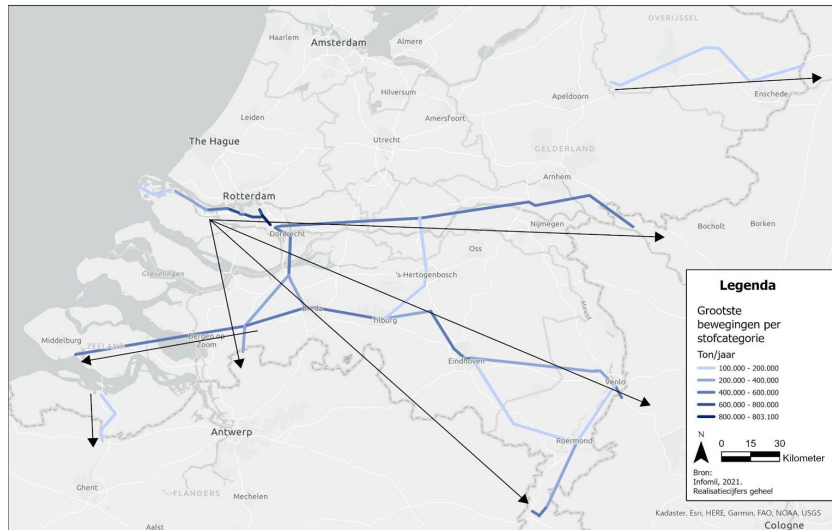 OVERIJSSEL
Haarlem
Almere
Amsterdam
Enschede
Apeldoorn
Hilversum
Leiden
Amersfoort
The Hague
Utrecht
GELDERLAND
Arnhem
Rotterdam
Nijmegen
Bocholt
Borken
Dordrecht
Oss
's-Hertogenbosch
Grevelingen
Meuse
Breda
Tilburg
Middelburg
ZEELAND
Bergen op
Zoom
Eindhoven
Venlo
Antwerp
Roermond
Ghent
FLANDERS
Mechelen
Aalst
Cologne
Legenda
Grootste
bewegingen per
stofcategorie
Ton/jaar
100.000 - 200.000
200.000 - 400.000
400.000 - 600.000
600.000 - 800.000
800.000 - 803.100
N
0 15 30
Kilometer
Bron:
Infomil, 2021.
Realisatiecijfers geheel
Kadaster, Esri, HERE, Garmin, FAO, NOAA, USGS